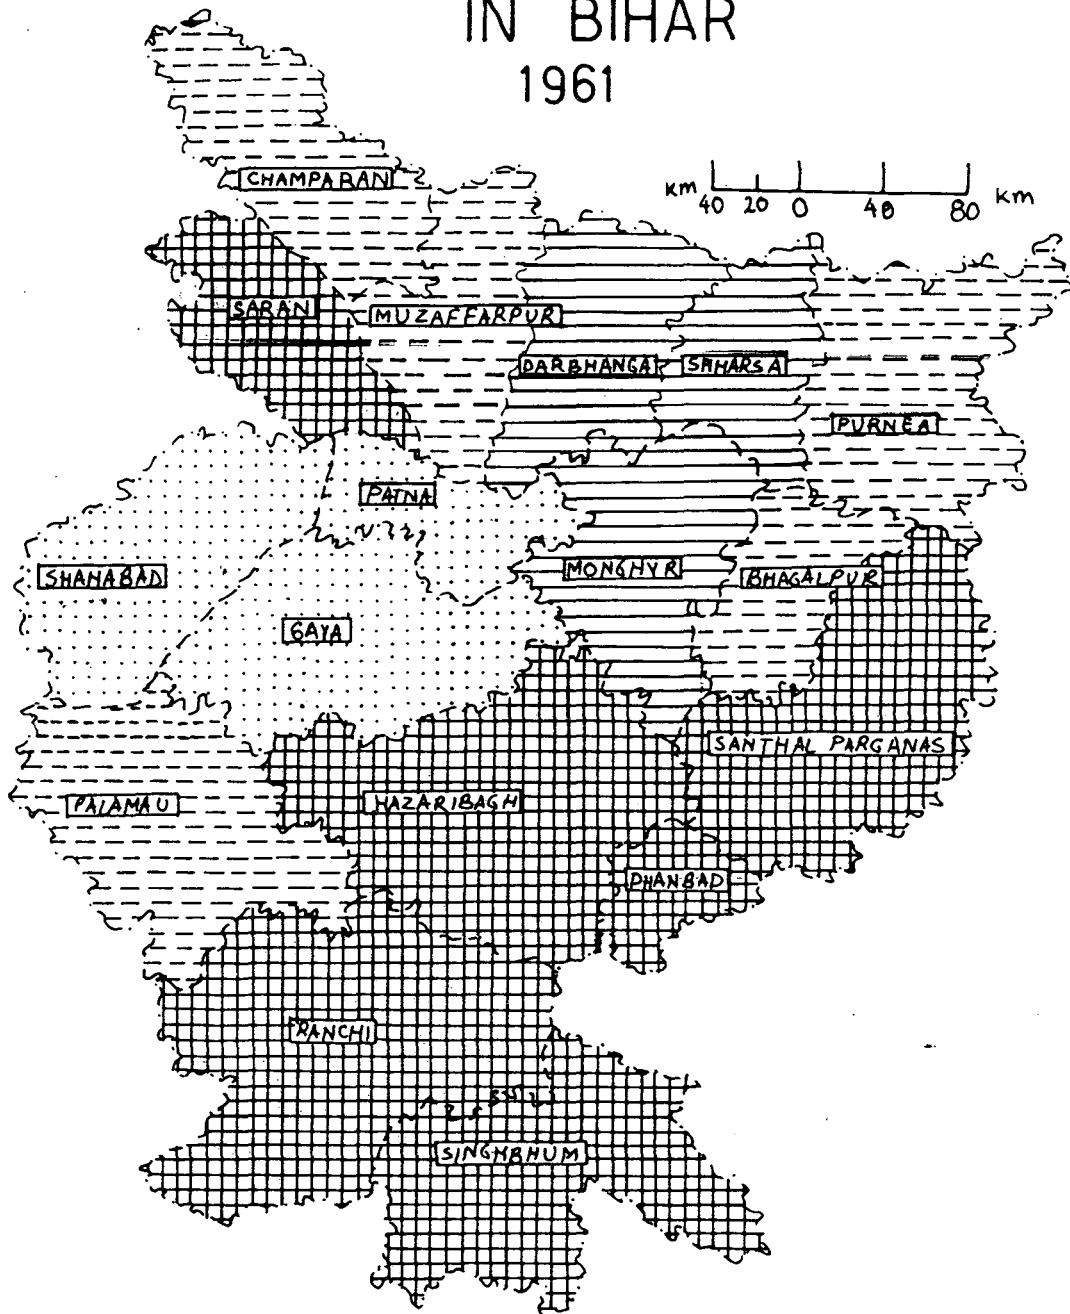 IN BIHAR
1961
CHAMPARAN
km 40 20 0 40 80 km
SARAN
MUZAFFARPUR
DARBHANGA
SAHARSA
PURNEA
PATNA
SHAHABAD
MONGHYR
BHAGALPUR
GAYA
SANTHAL PARGANAS
PALAMAU
HAZARIBAGH
DHANBAD
RANCHI
SINGHBHUM